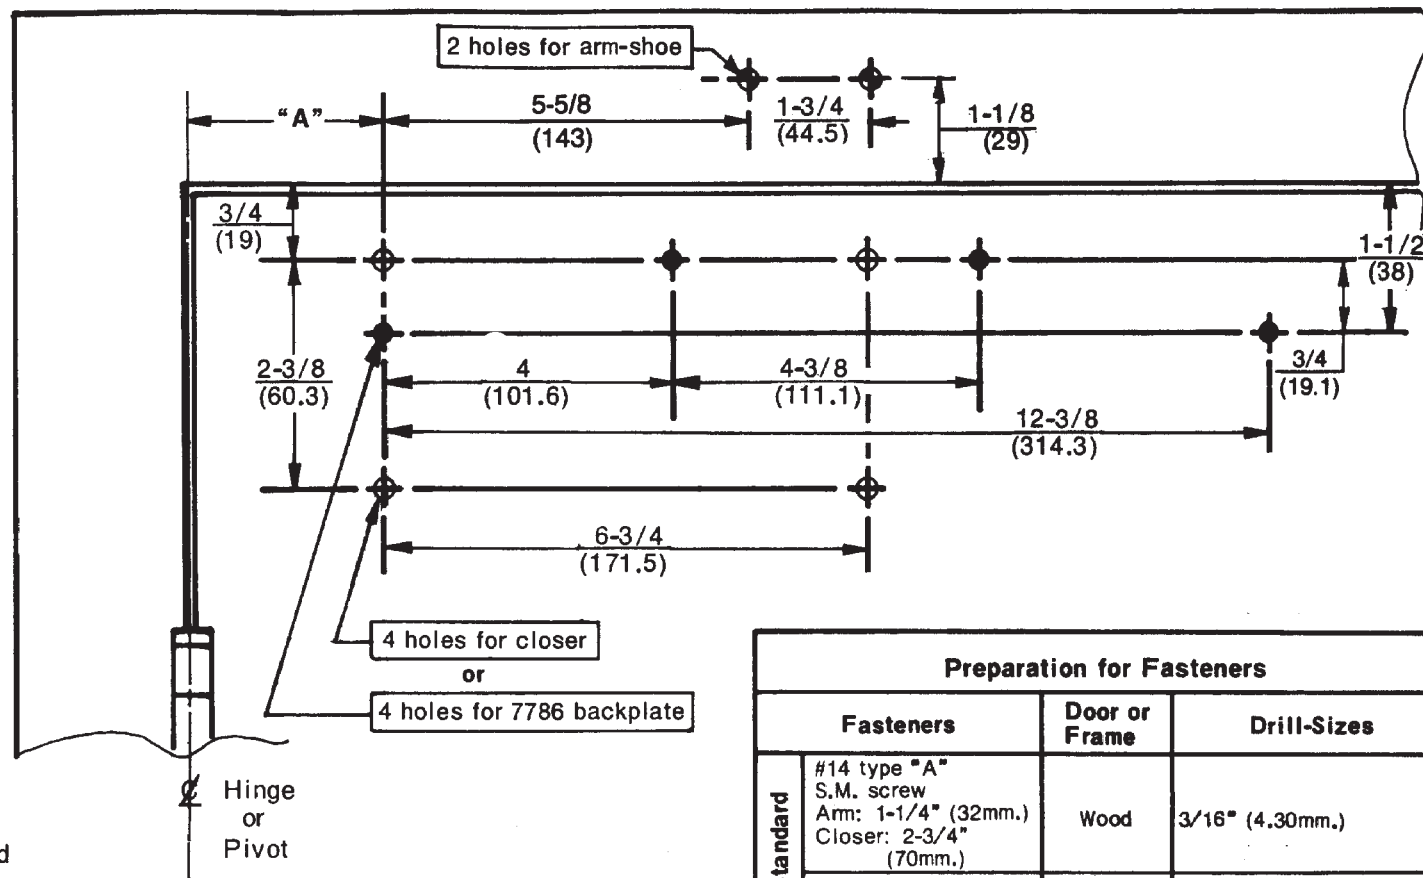 2 holes for arm-shoe
"A"
5-5/8
(143)
1-3/4
(44.5)
1-1/8
(29)
3/4
(19)
1-1/2
(38)
2-3/8
(60.3)
4
(101.6)
4-3/8
(111.1)
3/4
(19.1)
12-3/8
(314.3)
6-3/4
(171.5)
4 holes for closer
or
4 holes for 7786 backplate
Hinge
or
Pivot
d
Preparation for Fasteners
Fasteners
Door or
Frame
Drill-Sizes
tandard
#14 type "A"
S.M. screw
Arm: 1-1/4" (32mm.)
Closer: 2-3/4"
(70mm.)
Wood
3/16" (4.30mm.)